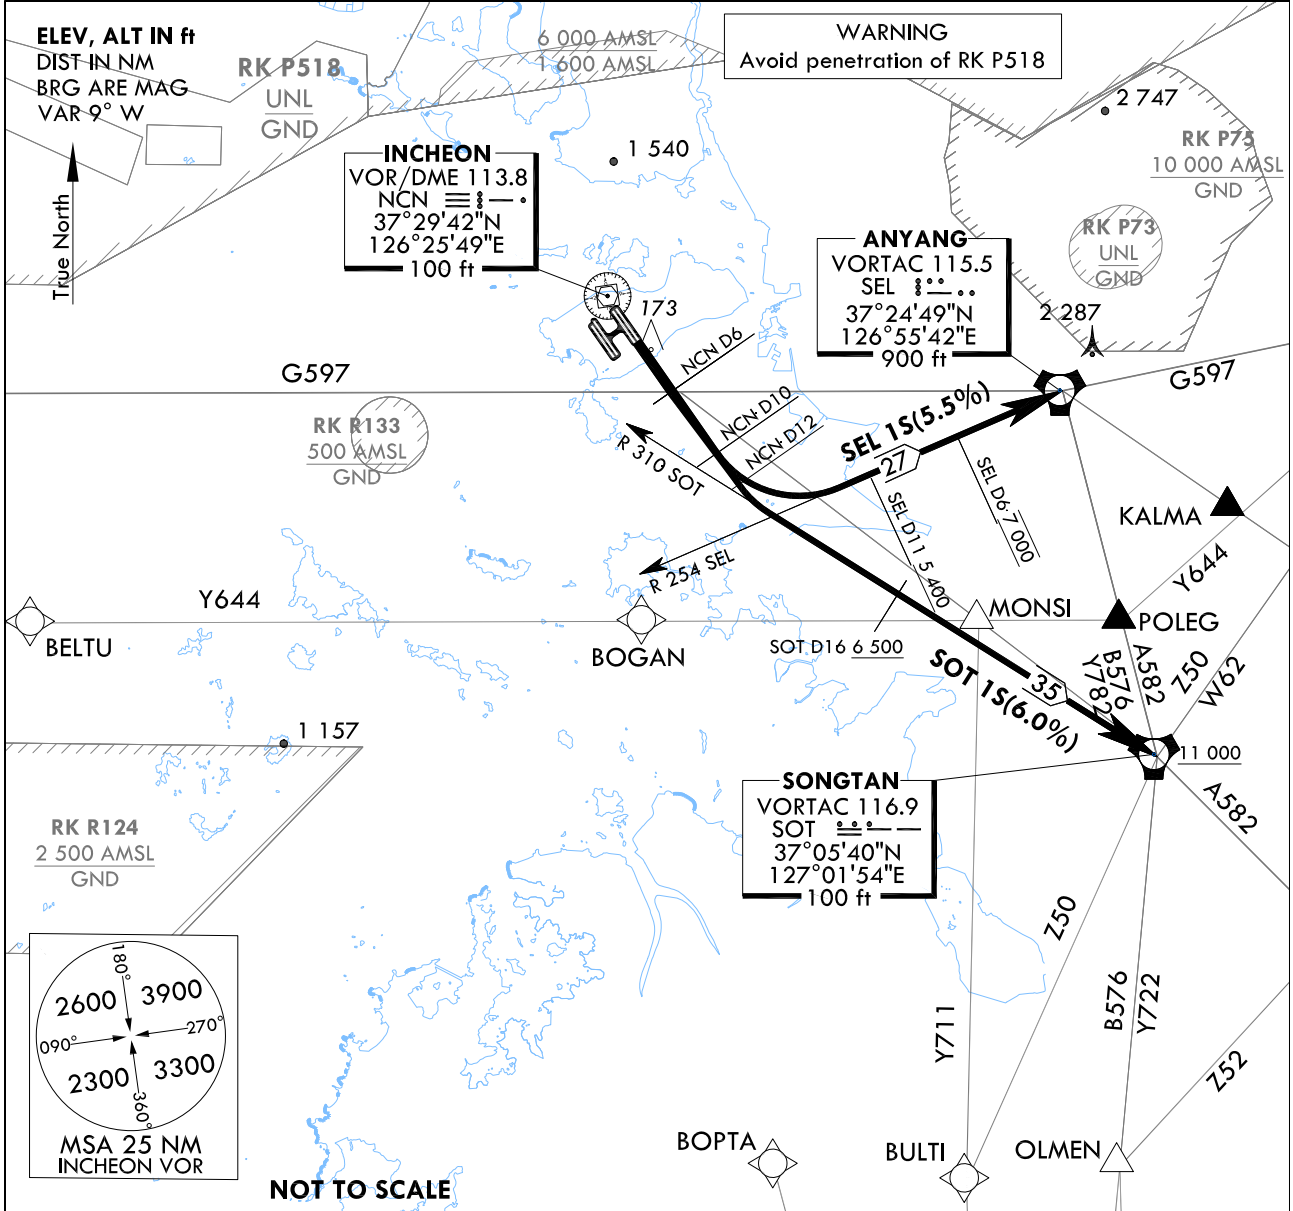 ELEV, ALT IN ft
DIST IN NM
BRG ARE MAG
VAR 9° W
True North
RK P518
UNL
GND
6 000 AMSL
1 600 AMSL
WARNING
Avoid penetration of RK P518
2 747
RK P75
10 000 AMSL
GND
RK P73
UNL
GND
1 540
INCHEON
VOR/DME 113.8
NCN
37°29'42"N
126°25'49"E
100 ft
ANYANG
VORTAC 115.5
SEL
37°24'49"N
126°55'42"E
900 ft
2 287
173
NCN D6
G597
G597
RK R133
500 AMSL
GND
NCN D10
NCN D12
R 310 SOT
SEL 1S(5.5%)
27
SEL D11 5 400
SEL D6 7 000
R 254 SEL
KALMA
Y644
Y644
BELTU
BOGAN
MONSI
POLEG
SOT D16 6 500
SOT 1S(6.0%)
35
Y782
B576
A582
Z50
W62
1 157
11 000
A582
SONGTAN
VORTAC 116.9
SOT
37°05'40"N
127°01'54"E
100 ft
RK R124
2 500 AMSL
GND
Z50
Y711
B576
Y722
Z52
180°
2600
3900
270°
090°
2300
3300
360°
MSA 25 NM
INCHEON VOR
NOT TO SCALE
BOPTA
BULTI
OLMEN